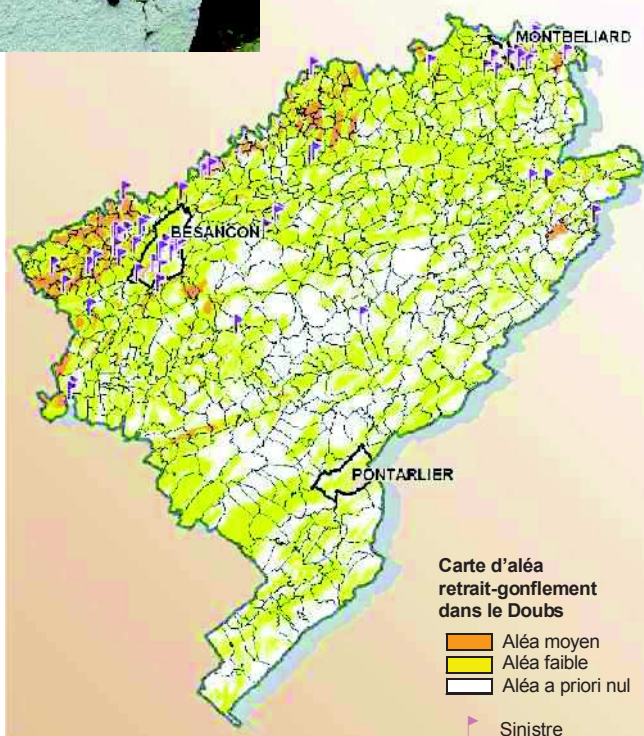 MONTBELIARD
BESANCON
PONTARLIER
Carte d'aléa
retrait-gonflement
dans le Doubs
Aléa moyen
Aléa faible
Aléa a priori nul
Sinistre